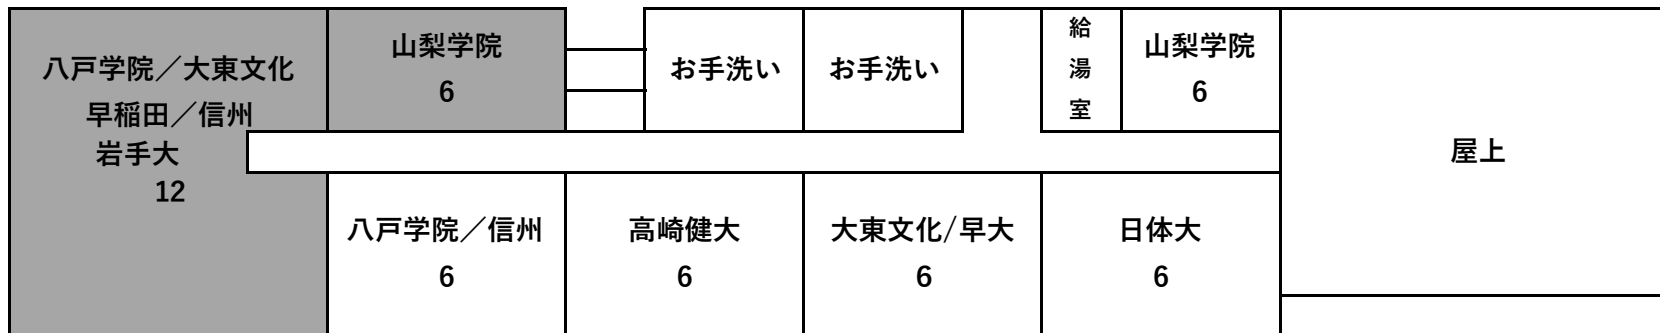 八戸学院／大東文化
早稲田／信州
岩手大
12
山梨学院
6
お手洗い
お手洗い
給湯室
山梨学院
6
屋上
八戸学院／信州
6
高崎健大
6
大東文化/早大
6
日体大
6